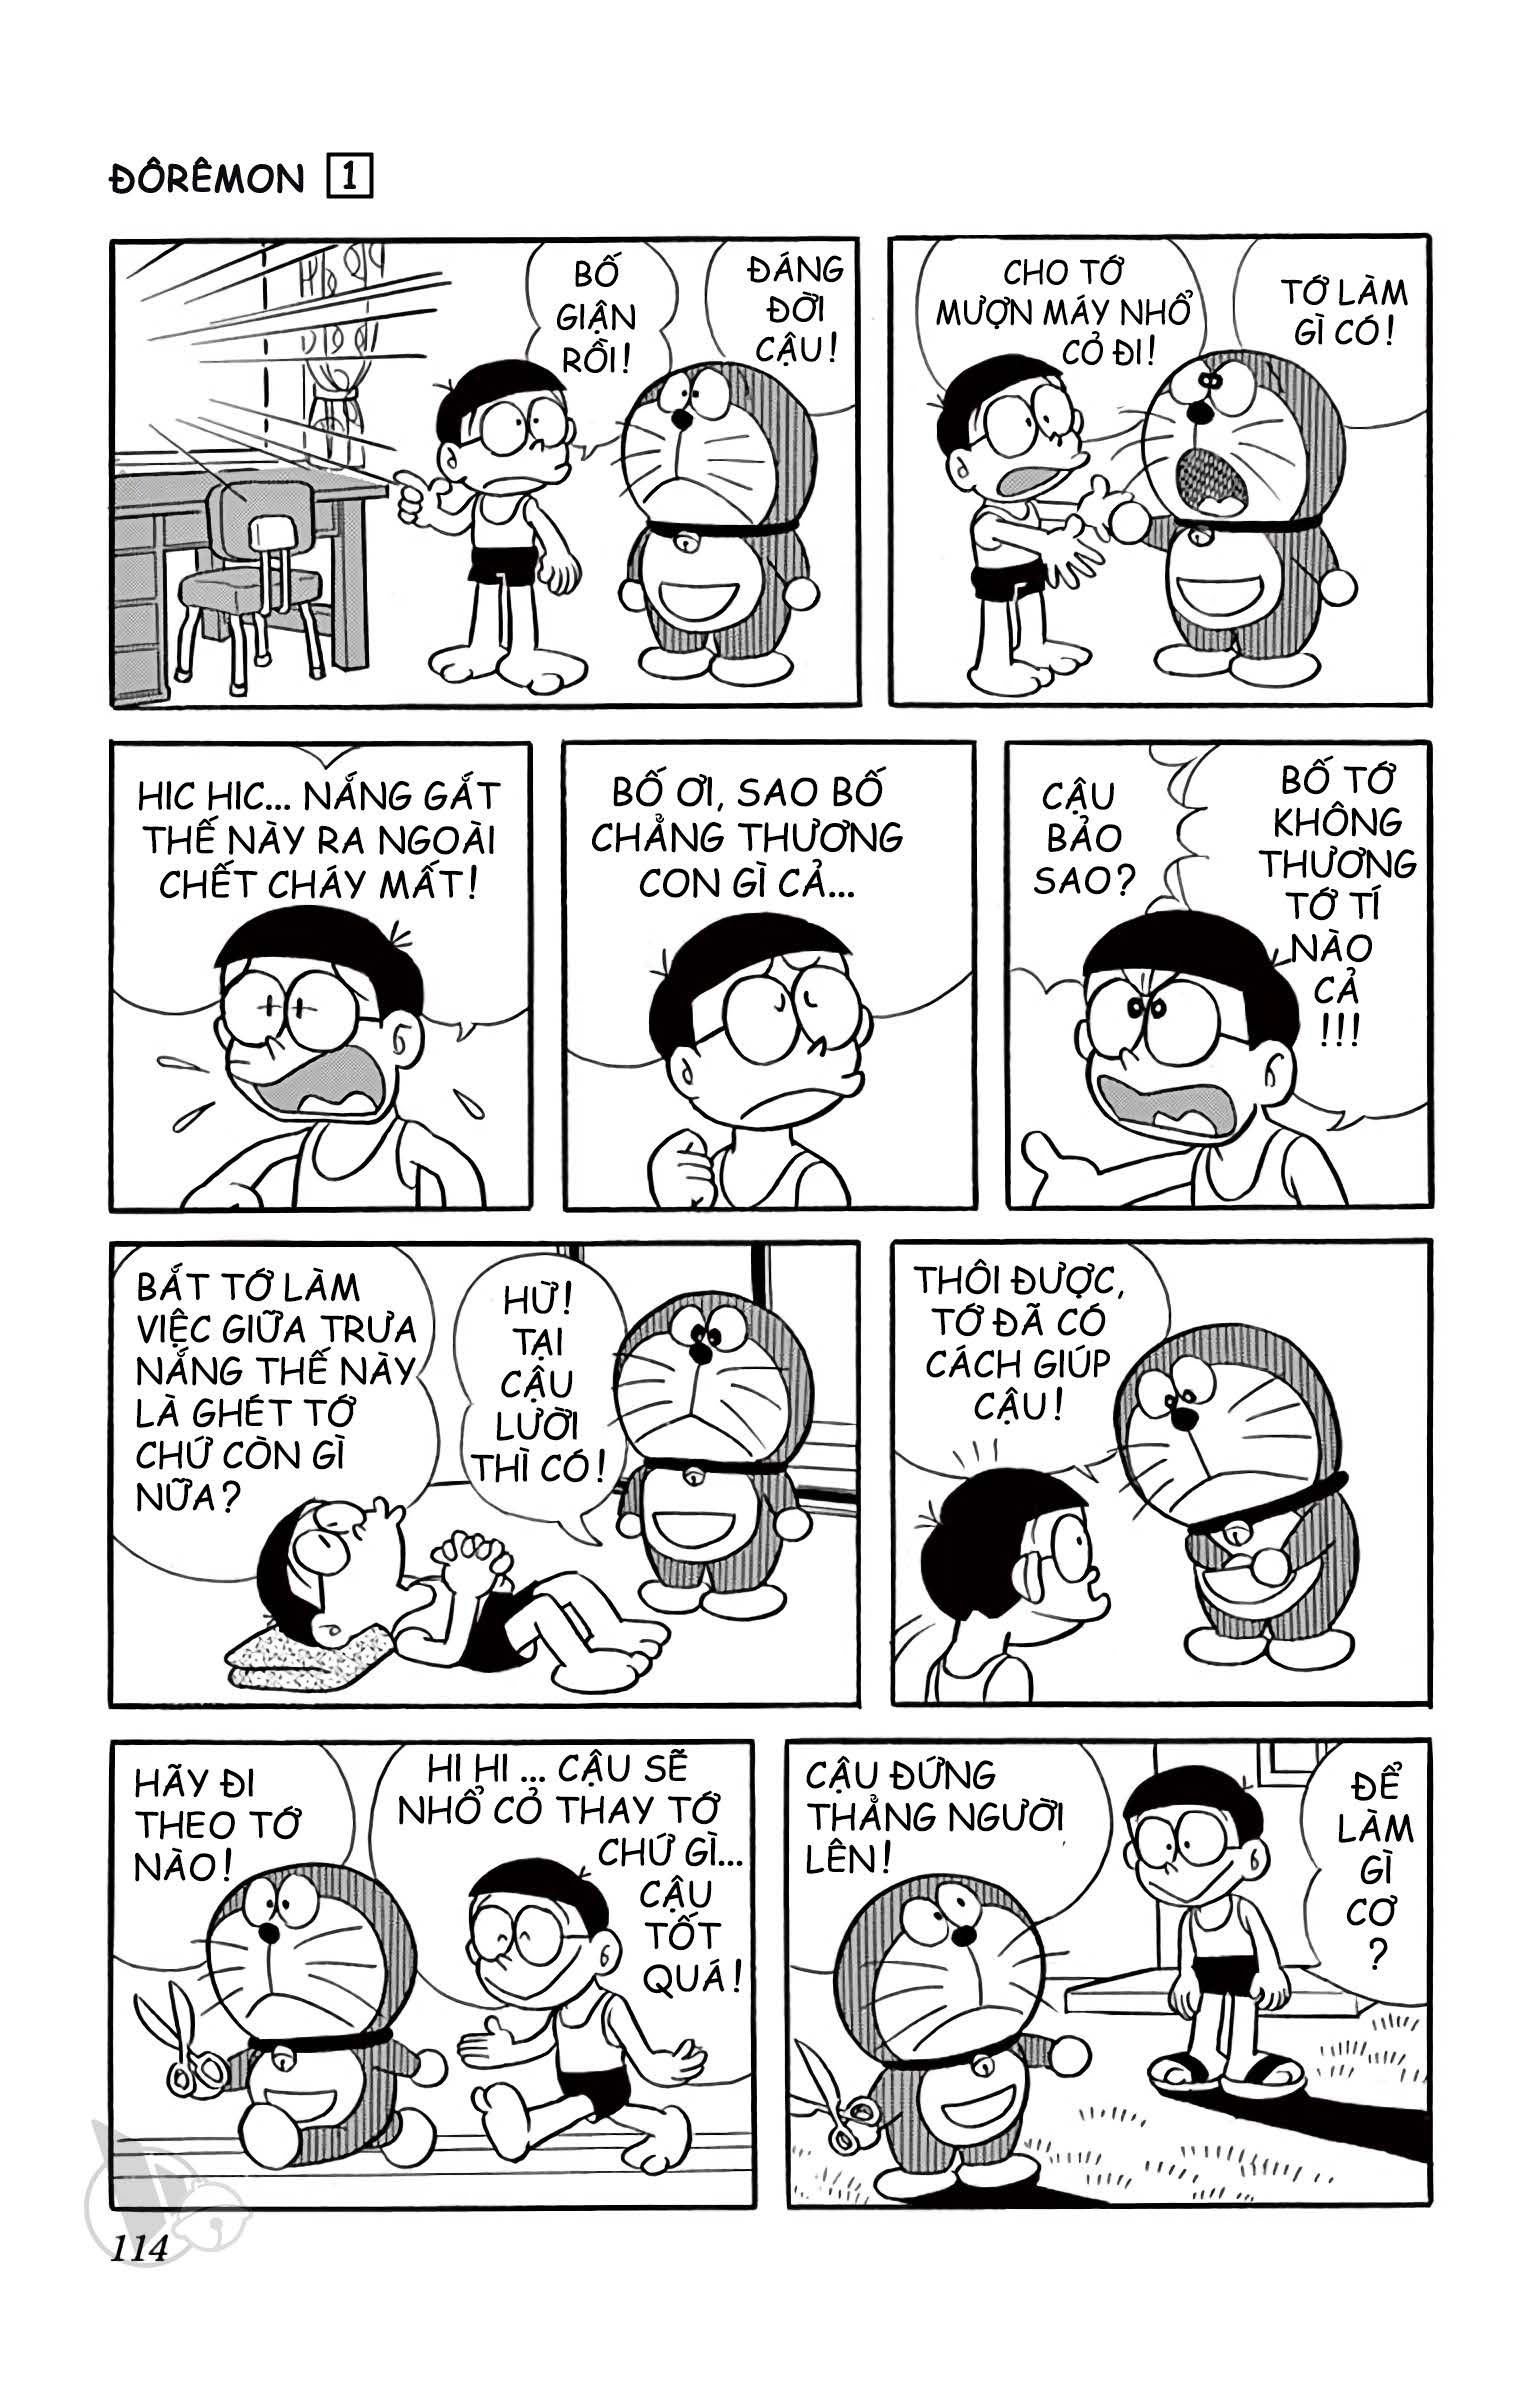 ĐÔRÊMON 1
BỐ
GIẬN
RỒI!
ĐÁNG
ĐỜI
CẬU!
CHO TỚ
MƯỢN MÁY NHỔ
CỎ ĐI!
TỚ LÀM
GÌ CÓ!
HIC HIC... NẮNG GẮT
THẾ NÀY RA NGOÀI
CHẾT CHÁY MẤT!
BỐ ƠI, SAO BỐ
CHẲNG THƯƠNG
CON GÌ CẢ...
CẬU
BẢO
SAO?
BỐ TỚ
KHÔNG
THƯƠNG
TỚ TÍ
NÀO
CẢ
!!!
BẮT TỚ LÀM
VIỆC GIỮA TRƯA
NẮNG THẾ NÀY
LÀ GHÉT TỚ
CHỨ CÒN GÌ
NỮA?
HỪ!
TẠI
CẬU
LƯỜI
THÌ CÓ!
THÔI ĐƯỢC,
TỚ ĐÃ CÓ
CÁCH GIÚP
CẬU!
HÃY ĐI
THEO TỚ
NÀO!
HI HI ... CẬU SẼ
NHỔ CỎ THAY TỚ
CHỨ GÌ...
CẬU
TỐT
QUÁ!
CẬU ĐỨNG
THẲNG NGƯỜI
LÊN!
ĐỂ
LÀM
GÌ
CƠ
?
114